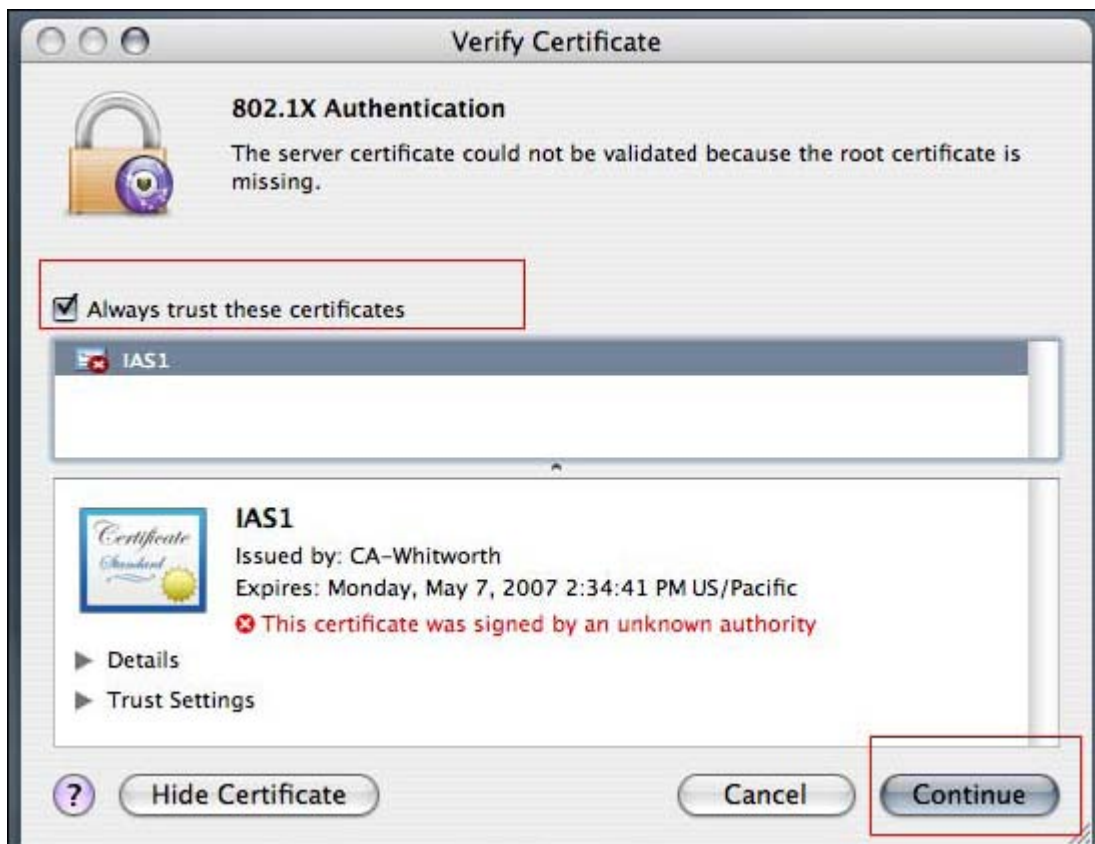 Verify Certificate
802.1X Authentication
The server certificate could not be validated because the root certificate is
missing.
Always trust these certificates
IAS1
Certificate
Standard
IAS1
Issued by: CA-Whitworth
Expires: Monday, May 7, 2007 2:34:41 PM US/Pacific
This certificate was signed by an unknown authority
Details
Trust Settings
?
Hide Certificate
Cancel
Continue